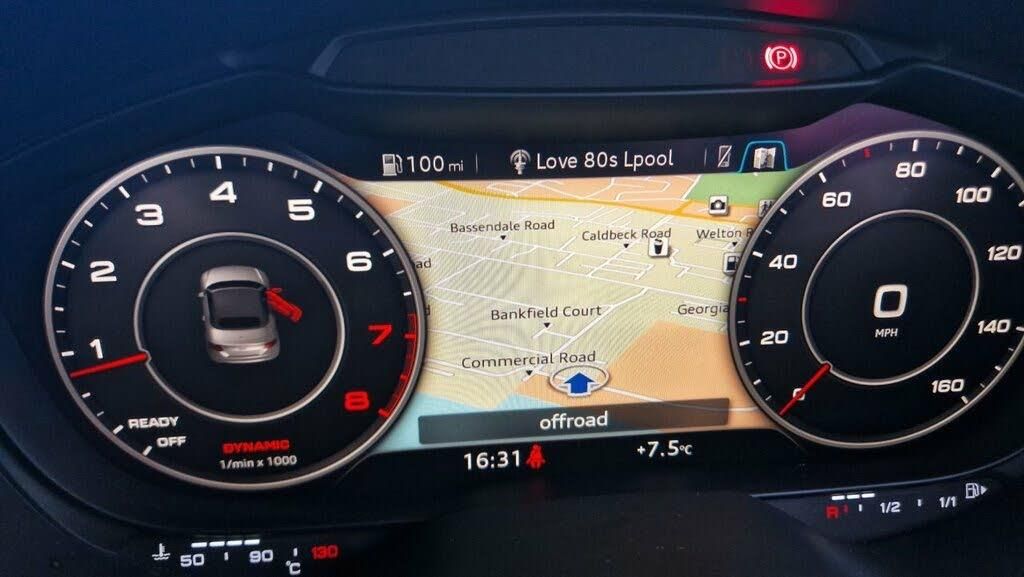 P
100 mi
Love 80s Lpool
1
2
3
4
5
6
7
8
READY
OFF
DYNAMIC
1/min x 1000
Bassendale Road
Caldbeck Road
Welton R
ad
Bankfield Court
Georgia
Commercial Road
offroad
16:31
+7.5°C
0
20
40
60
80
100
120
140
160
0
MPH
50
90
130
°C
R
1/2
1/1